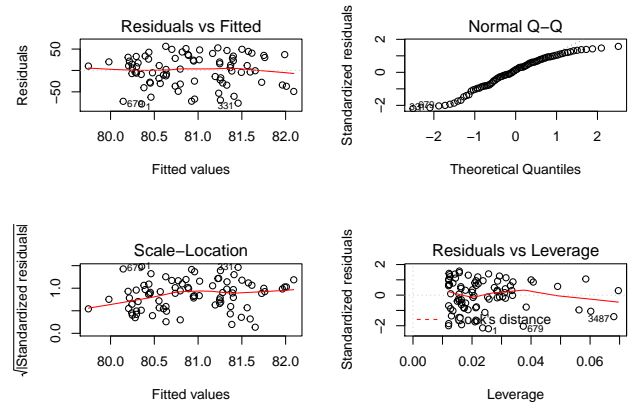 Residuals vs Fitted
Residuals
50
−50
679
1
331
80.0 80.5 81.0 81.5 82.0
Fitted values
Normal Q−Q
Standardized residuals
2
0
−2
−2 −1 0 1 2
Theoretical Quantiles
Scale−Location
√|Standardized residuals|
1.0
0.0
679
1
331
80.0 80.5 81.0 81.5 82.0
Fitted values
Residuals vs Leverage
Standardized residuals
2
0
−2
Cook's distance
1
679
3487
0.00 0.02 0.04 0.06
Leverage